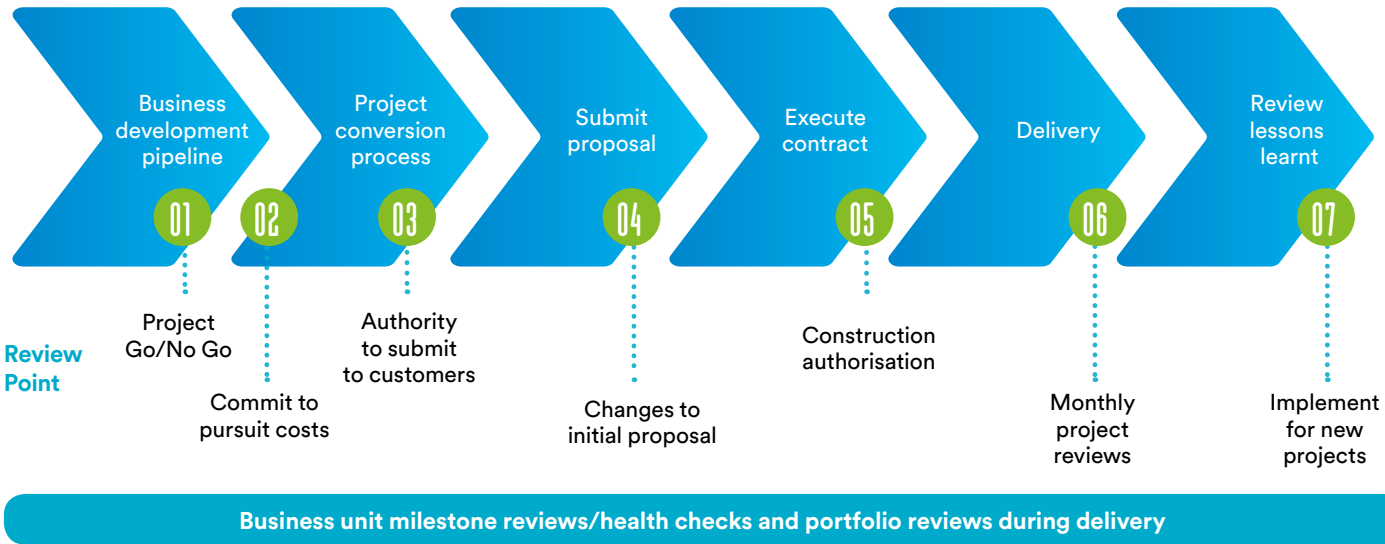 Business
development
pipeline
Project
conversion
process
Submit
proposal
Execute
contract
Delivery
Review
lessons
learnt
01
02
03
04
05
06
07
Review
Point
Project
Go/No Go
Commit to
pursuit costs
Authority
to submit
to customers
Changes to
initial proposal
Construction
authorisation
Monthly
project
reviews
Implement
for new
projects
Business unit milestone reviews/health checks and portfolio reviews during delivery